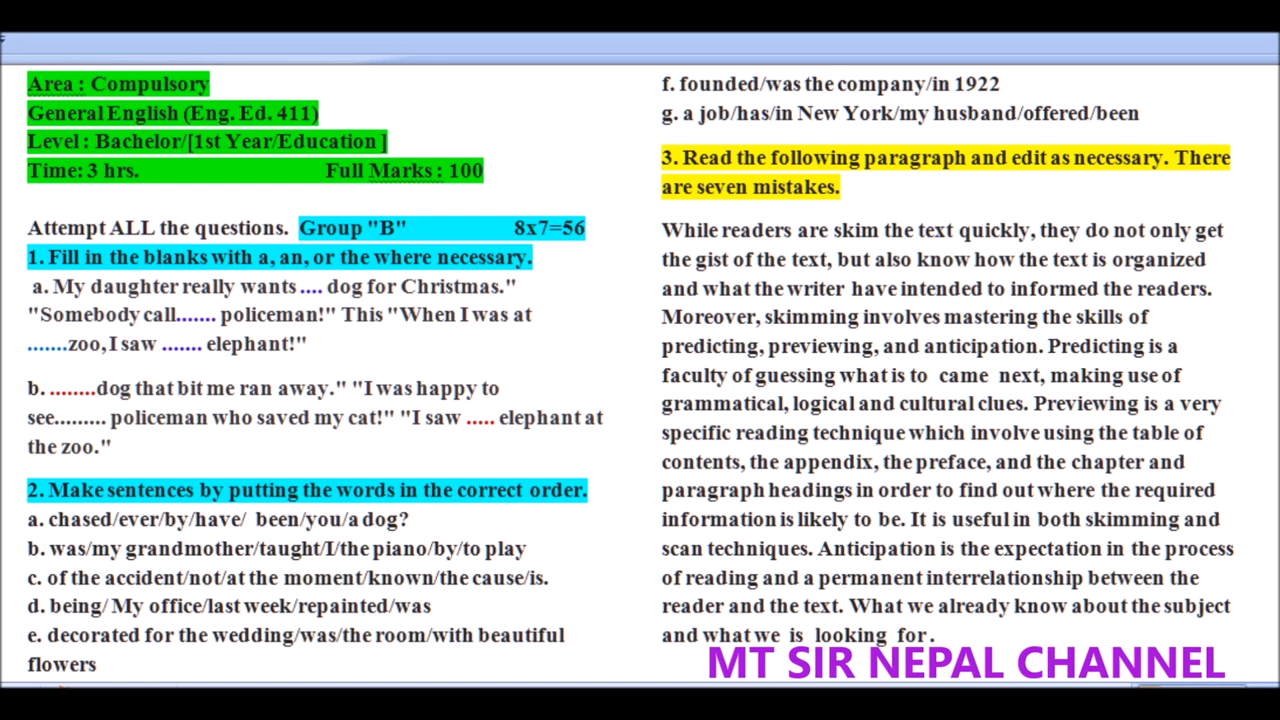 Area : Compulsory
General English (Eng. Ed. 411)
Level : Bachelor/[1st Year/Education ]
Time: 3 hrs. Full Marks : 100
Attempt ALL the questions. Group "B" 8x7=56
1. Fill in the blanks with a, an, or the where necessary.
a. My daughter really wants .... dog for Christmas."
"Somebody call....... policeman!" This "When I was at
.......zoo, I saw ....... elephant!"
b. ........dog that bit me ran away." "I was happy to
see......... policeman who saved my cat!" "I saw ..... elephant at
the zoo."
2. Make sentences by putting the words in the correct order.
a. chased/ever/by/have/ been/you/a dog?
b. was/my grandmother/taught/I/the piano/by/to play
c. of the accident/not/at the moment/known/the cause/is.
d. being/ My office/last week/repainted/was
e. decorated for the wedding/was/the room/with beautiful
flowers
f. founded/was the company/in 1922
g. a job/has/in New York/my husband/offered/been
3. Read the following paragraph and edit as necessary. There
are seven mistakes.
While readers are skim the text quickly, they do not only get
the gist of the text, but also know how the text is organized
and what the writer have intended to informed the readers.
Moreover, skimming involves mastering the skills of
predicting, previewing, and anticipation. Predicting is a
faculty of guessing what is to came next, making use of
grammatical, logical and cultural clues. Previewing is a very
specific reading technique which involve using the table of
contents, the appendix, the preface, and the chapter and
paragraph headings in order to find out where the required
information is likely to be. It is useful in both skimming and
scan techniques. Anticipation is the expectation in the process
of reading and a permanent interrelationship between the
reader and the text. What we already know about the subject
and what we is looking for .
MT SIR NEPAL CHANNEL